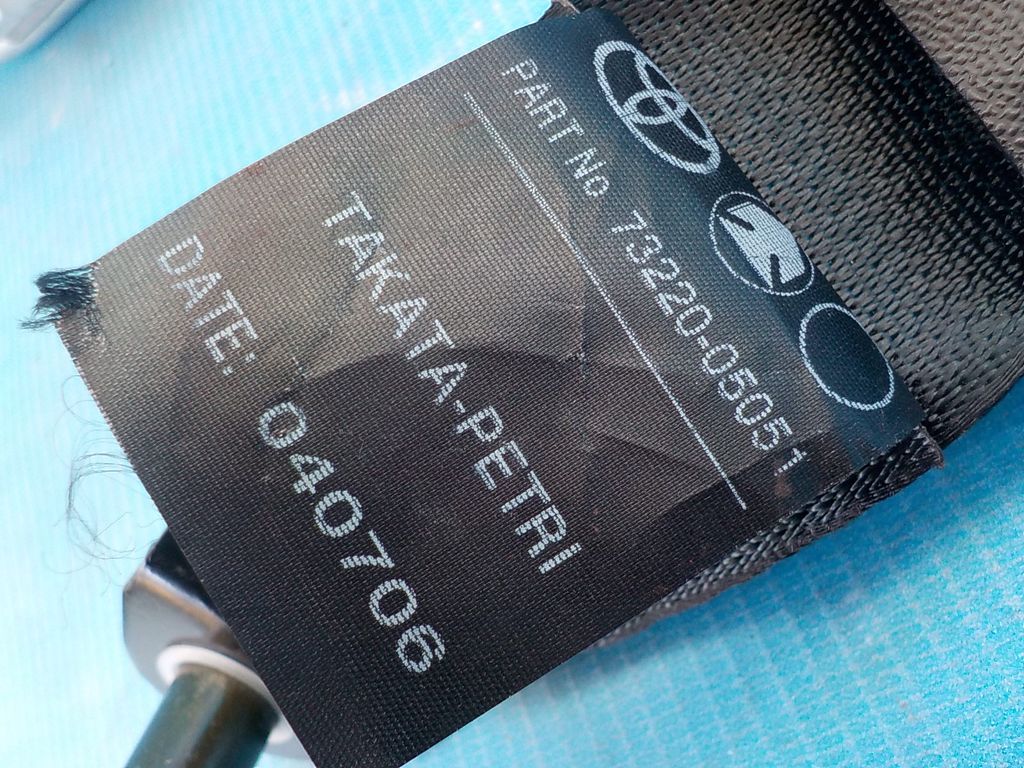 PART No 73220-05051
TAKATA-PETRI
DATE: 040706